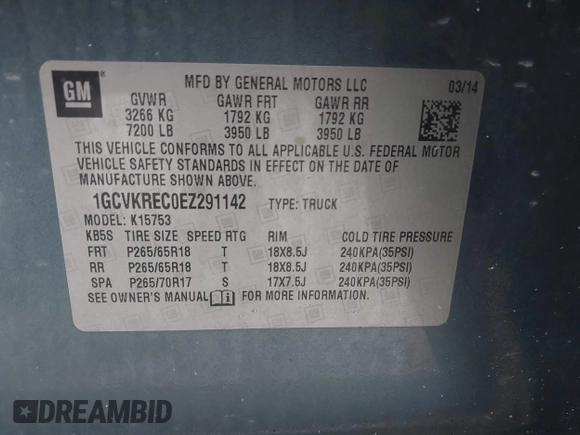 GM
MFD BY GENERAL MOTORS LLC 03/14
GVWR GAWR FRT GAWR RR
3266 KG 1792 KG 1792 KG
7200 LB 3950 LB 3950 LB
THIS VEHICLE CONFORMS TO ALL APPLICABLE U.S. FEDERAL MOTOR
VEHICLE SAFETY STANDARDS IN EFFECT ON THE DATE OF
MANUFACTURE SHOWN ABOVE.
1GCVKREC0EZ291142 TYPE: TRUCK
MODEL: K15753
KB5S TIRE SIZE SPEED RTG RIM COLD TIRE PRESSURE
FRT P265/65R18 T 18X8.5J 240KPA(35PSI)
RR P265/65R18 T 18X8.5J 240KPA(35PSI)
SPA P265/70R17 S 17X7.5J 240KPA(35PSI)
SEE OWNER'S MANUAL FOR MORE INFORMATION.
DREAMBID